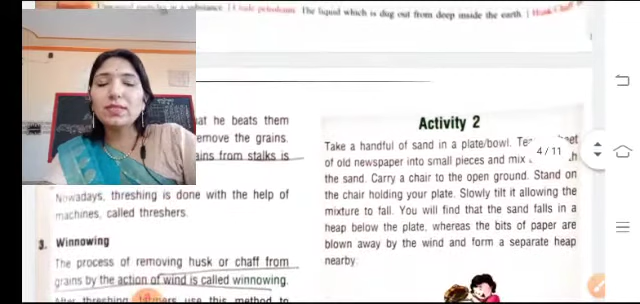 substance | Crude petroleum The liquid which is dug out from deep inside the earth | Husk Chaff
at he beats them
emove the grains.
ains from stalks is
Nowadays, threshing is done with the help of
machines, called threshers.
3. Winnowing
The process of removing husk or chaff from
grains by the action of wind is called winnowing.
After threshing farmers use this method to
Activity 2
Take a handful of sand in a plate/bowl. eet
of old newspaper into small pieces and mix
the sand. Carry a chair to the open ground. Stand on
the chair holding your plate. Slowly tilt it allowing the
mixture to fall. You will find that the sand falls in a
heap below the plate, whereas the bits of paper are
blown away by the wind and form a separate heap
nearby.
4 / 11